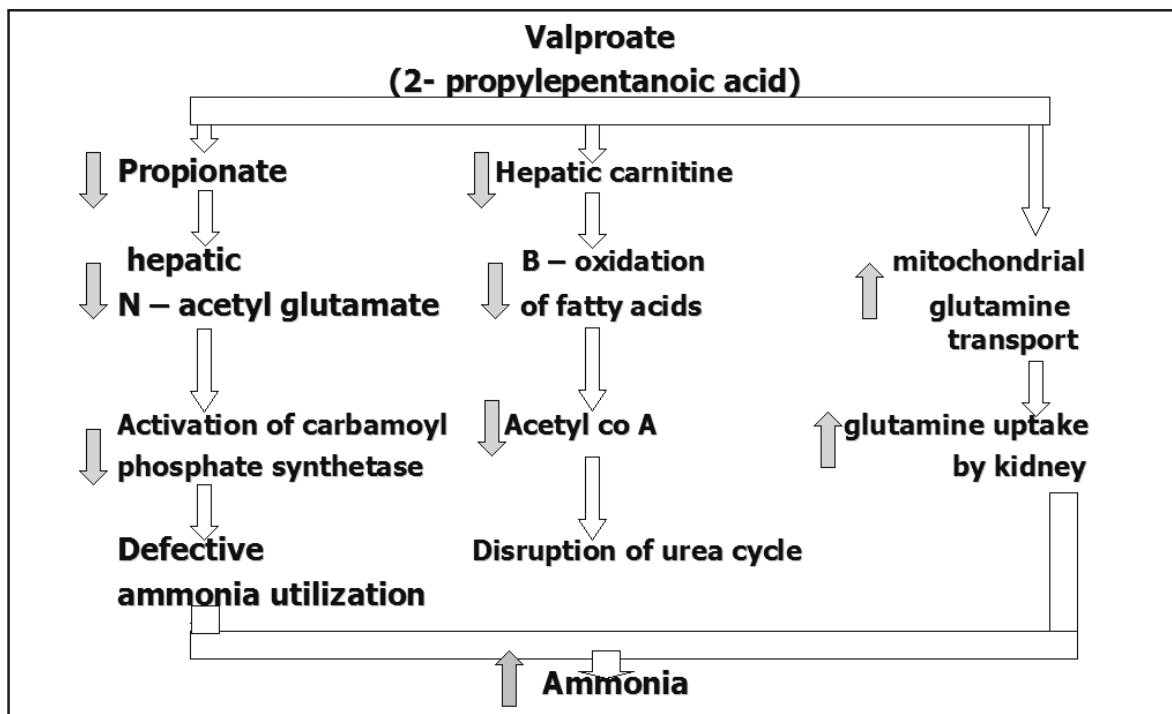 Valproate
(2- propylepentanoic acid)
Propionate
Hepatic carnitine
hepatic
N – acetyl glutamate
B – oxidation
of fatty acids
mitochondrial
glutamine
transport
Activation of carbamoyl
phosphate synthetase
Acetyl co A
glutamine uptake
by kidney
Defective
ammonia utilization
Disruption of urea cycle
Ammonia